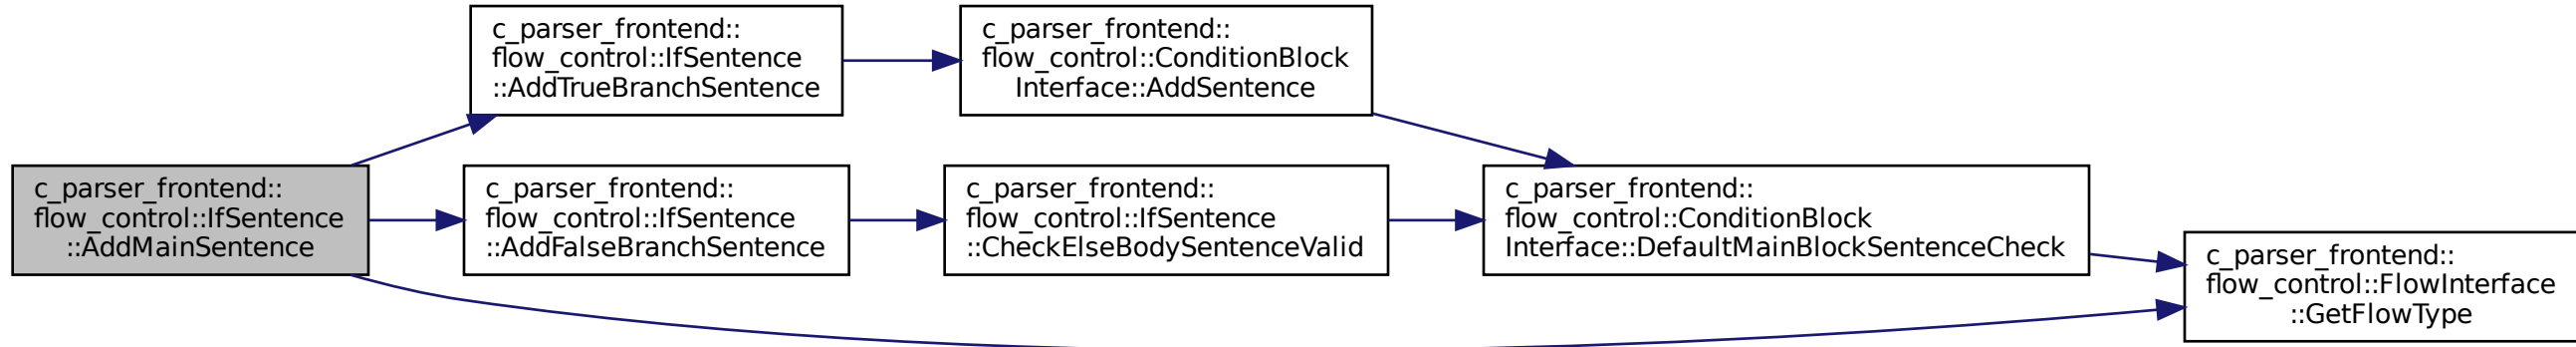 c_parser_frontend::
flow_control::IfSentence
::AddTrueBranchSentence
c_parser_frontend::
flow_control::ConditionBlock
Interface::AddSentence
c_parser_frontend::
flow_control::IfSentence
::AddMainSentence
c_parser_frontend::
flow_control::IfSentence
::AddFalseBranchSentence
c_parser_frontend::
flow_control::IfSentence
::CheckElseBodySentenceValid
c_parser_frontend::
flow_control::ConditionBlock
Interface::DefaultMainBlockSentenceCheck
c_parser_frontend::
flow_control::FlowInterface
::GetFlowType